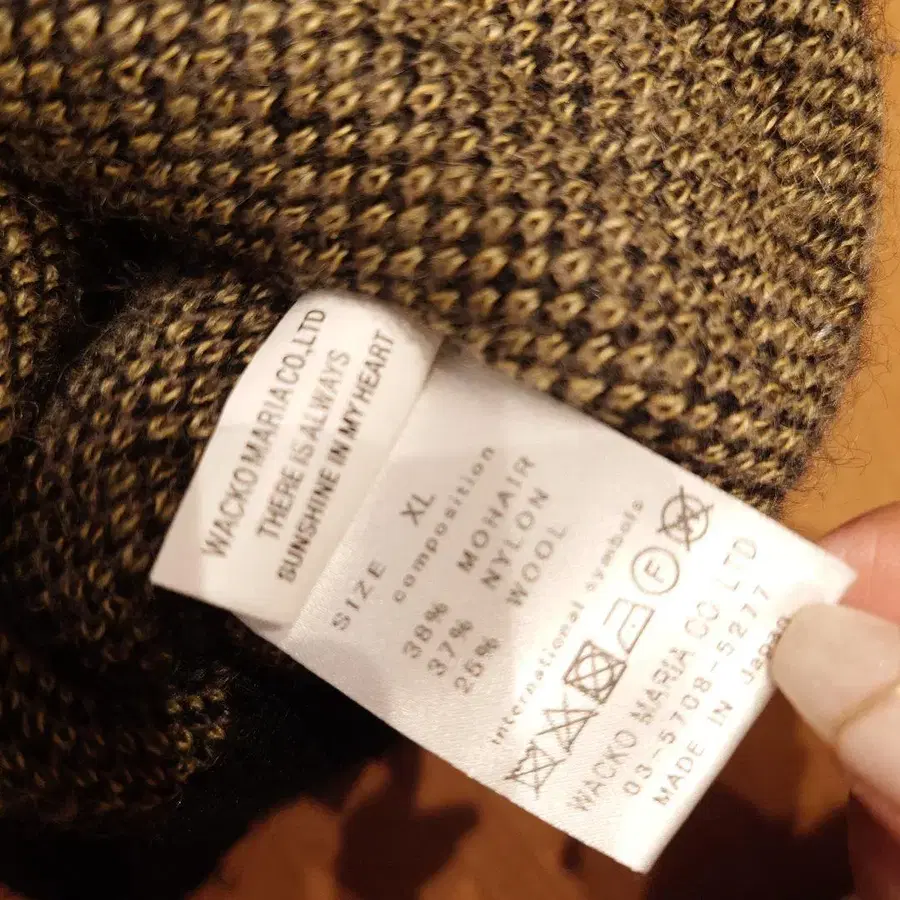 WACKO MARIA CO.,LTD
THERE IS ALWAYS
SUNSHINE IN MY HEART
SIZE XL
composition
38% MOHAIR
37% NYLON
25% WOOL
international symbols
F
WACKO MARIA CO LTD
03-5708-5277
MADE IN Japan